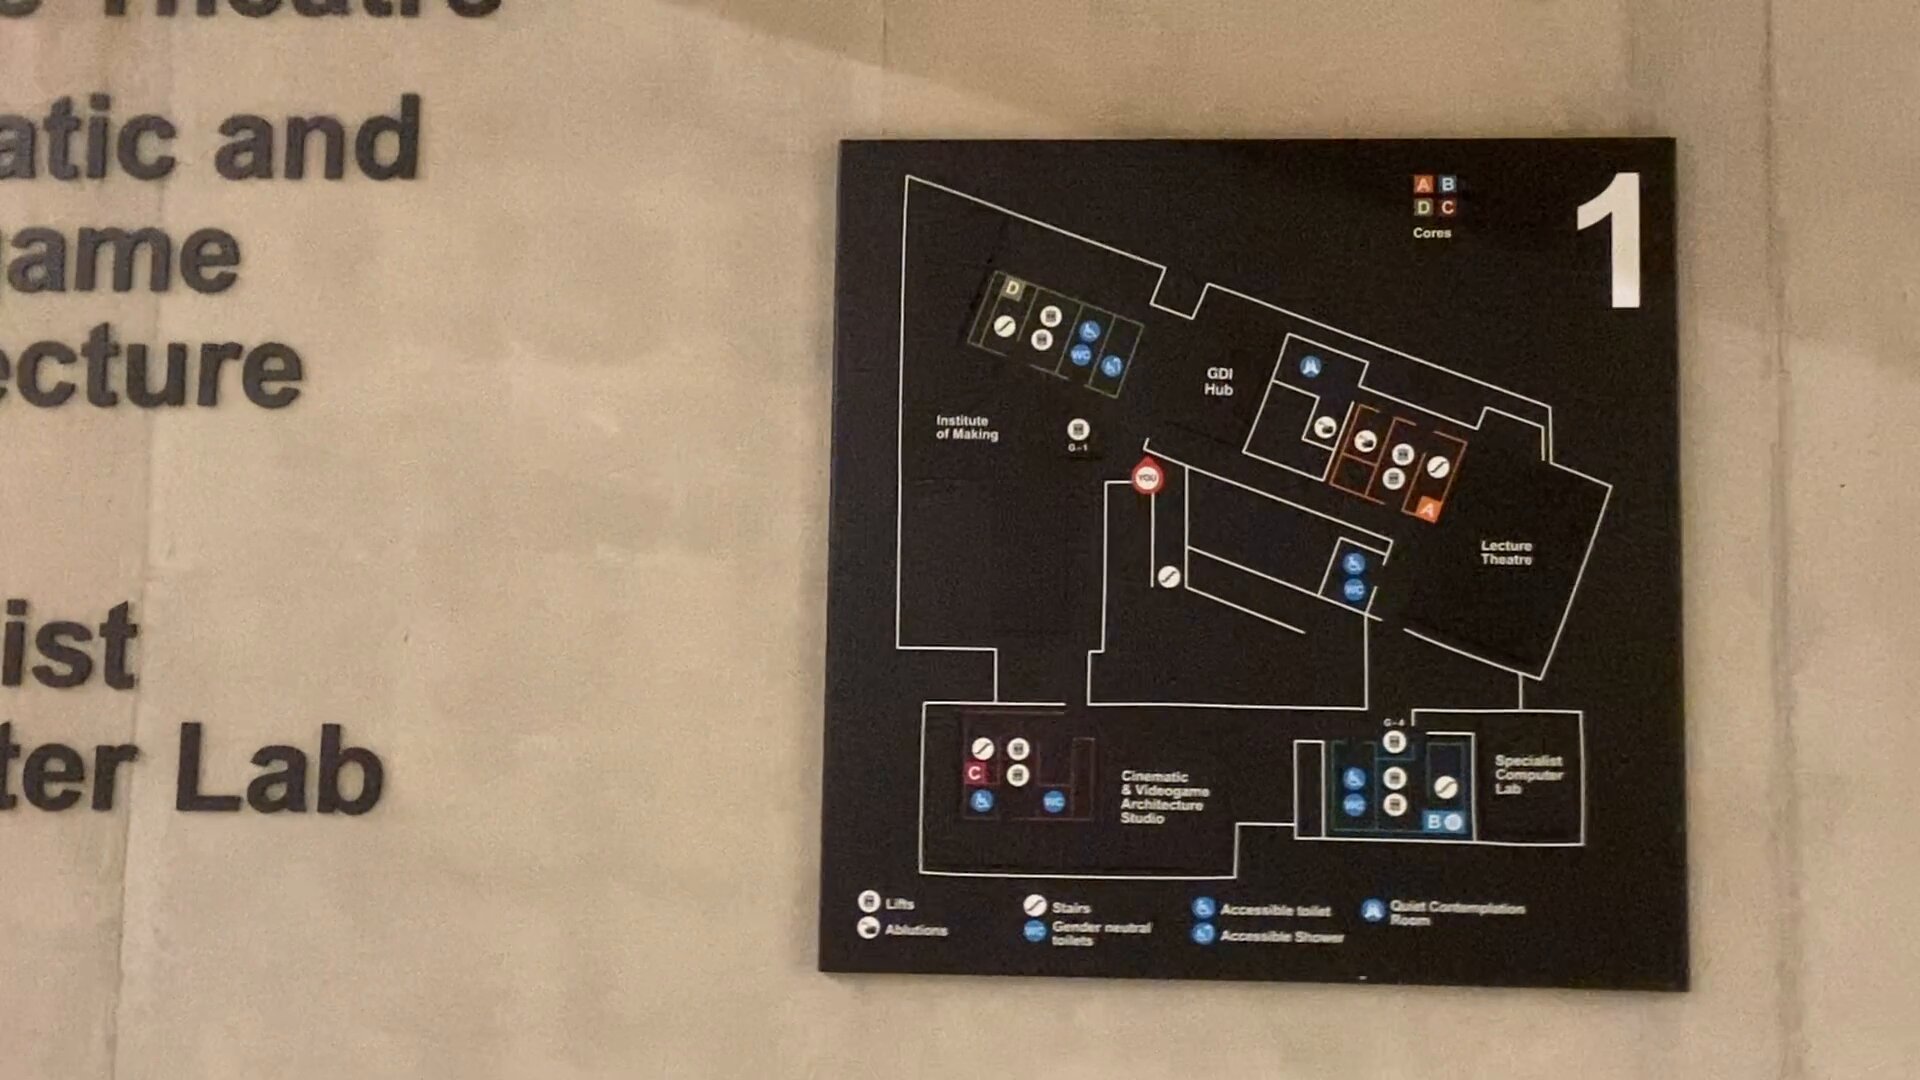 Theatre
atic and
game
ecture
ist
ter Lab
1
A B
D C
Cores
D
WC
GDI
Hub
Institute
of Making
G-1
YOU
A
Lecture
Theatre
WC
G-4
C
WC
Cinematic
& Videogame
Architecture
Studio
WC
B
Specialist
Computer
Lab
Lifts
Ablutions
Stairs
WC
Gender neutral
toilets
Accessible toilet
Accessible Shower
Quiet Contemplation
Room